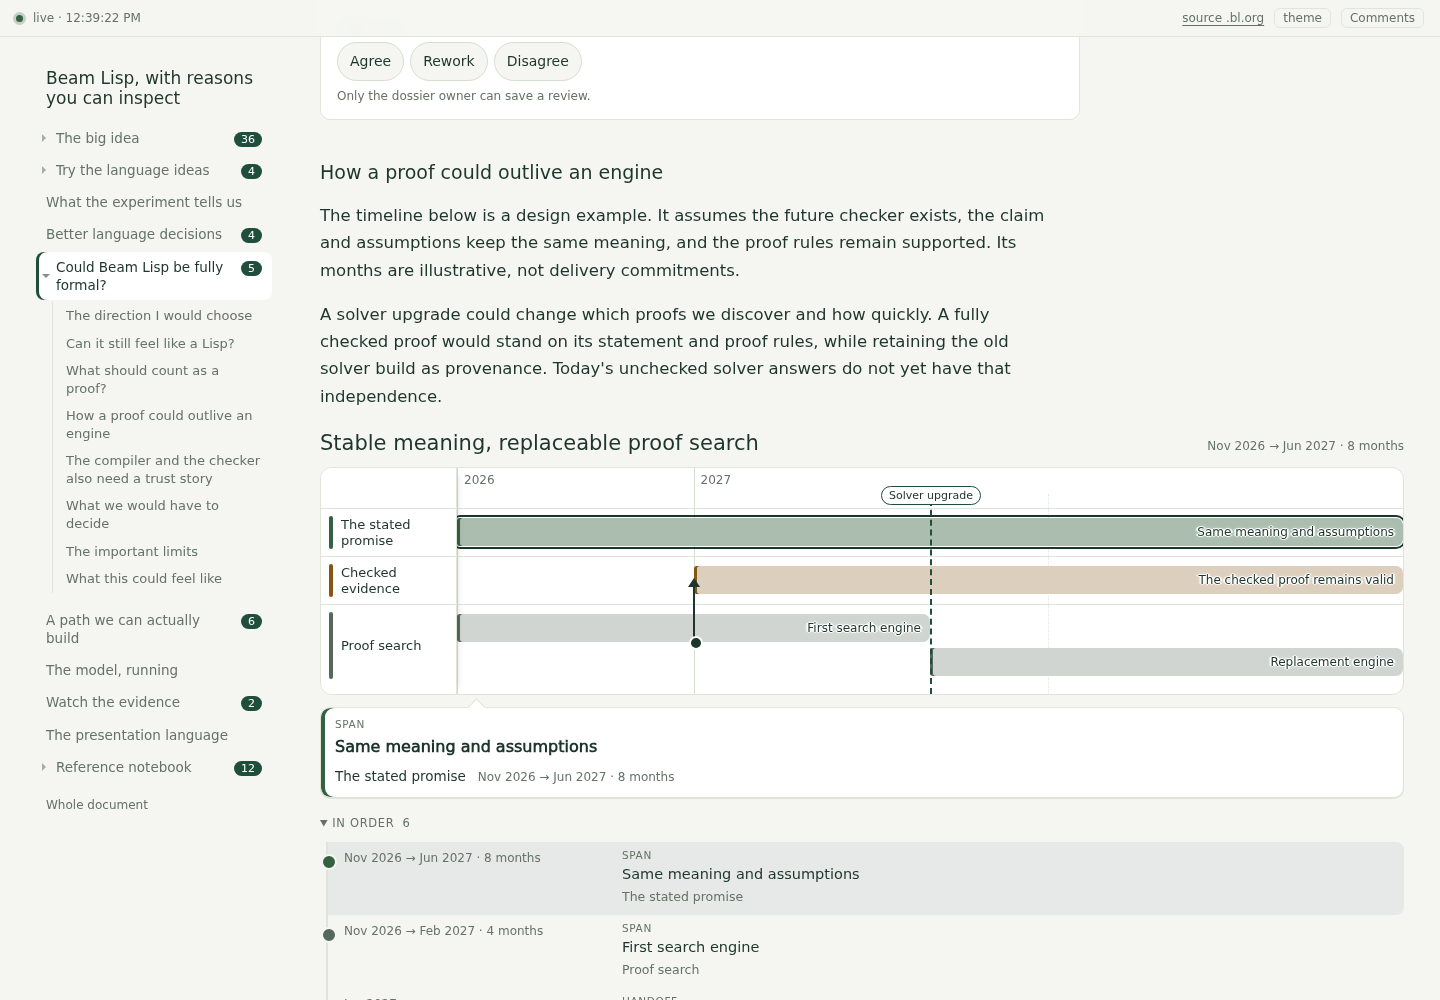 live · 12:39:22 PM
source .bl.org
theme
Comments
Beam Lisp, with reasons
you can inspect
The big idea 36
Try the language ideas 4
What the experiment tells us
Better language decisions 4
Could Beam Lisp be fully 5
formal?
The direction I would choose
Can it still feel like a Lisp?
What should count as a
proof?
How a proof could outlive an
engine
The compiler and the checker
also need a trust story
What we would have to
decide
The important limits
What this could feel like
A path we can actually 6
build
The model, running
Watch the evidence 2
The presentation language
Reference notebook 12
Whole document
Agree Rework Disagree
Only the dossier owner can save a review.
How a proof could outlive an engine
The timeline below is a design example. It assumes the future checker exists, the claim
and assumptions keep the same meaning, and the proof rules remain supported. Its
months are illustrative, not delivery commitments.
A solver upgrade could change which proofs we discover and how quickly. A fully
checked proof would stand on its statement and proof rules, while retaining the old
solver build as provenance. Today's unchecked solver answers do not yet have that
independence.
Stable meaning, replaceable proof search
Nov 2026 → Jun 2027 · 8 months
2026
2027
Solver upgrade
The stated
promise
Same meaning and assumptions
Checked
evidence
The checked proof remains valid
Proof search
First search engine
Replacement engine
SPAN
Same meaning and assumptions
The stated promise Nov 2026 → Jun 2027 · 8 months
IN ORDER 6
Nov 2026 → Jun 2027 · 8 months
SPAN
Same meaning and assumptions
The stated promise
Nov 2026 → Feb 2027 · 4 months
SPAN
First search engine
Proof search